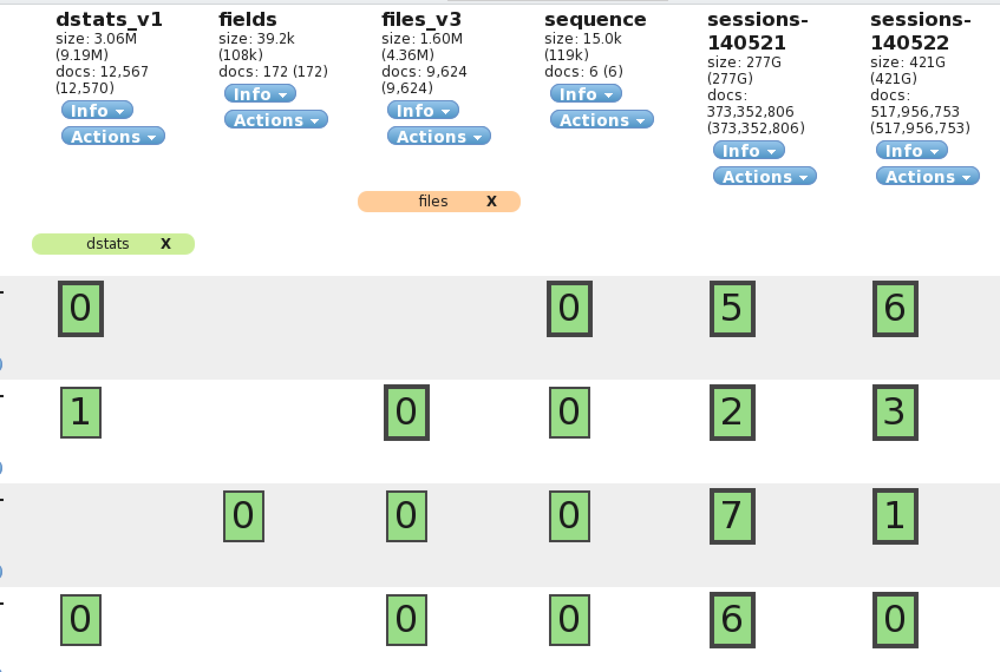 dstats_v1
size: 3.06M
(9.19M)
docs: 12,567
(12,570)
Info
Actions
fields
size: 39.2k
(108k)
docs: 172 (172)
Info
Actions
files_v3
size: 1.60M
(4.36M)
docs: 9,624
(9,624)
Info
Actions
sequence
size: 15.0k
(119k)
docs: 6 (6)
Info
Actions
sessions-
140521
size: 277G
(277G)
docs:
373,352,806
(373,352,806)
Info
Actions
sessions-
140522
size: 421G
(421G)
docs:
517,956,753
(517,956,753)
Info
Actions
files X
dstats X
0 0 5 6
1 0 0 2 3
0 0 0 7 1
0 0 0 6 0